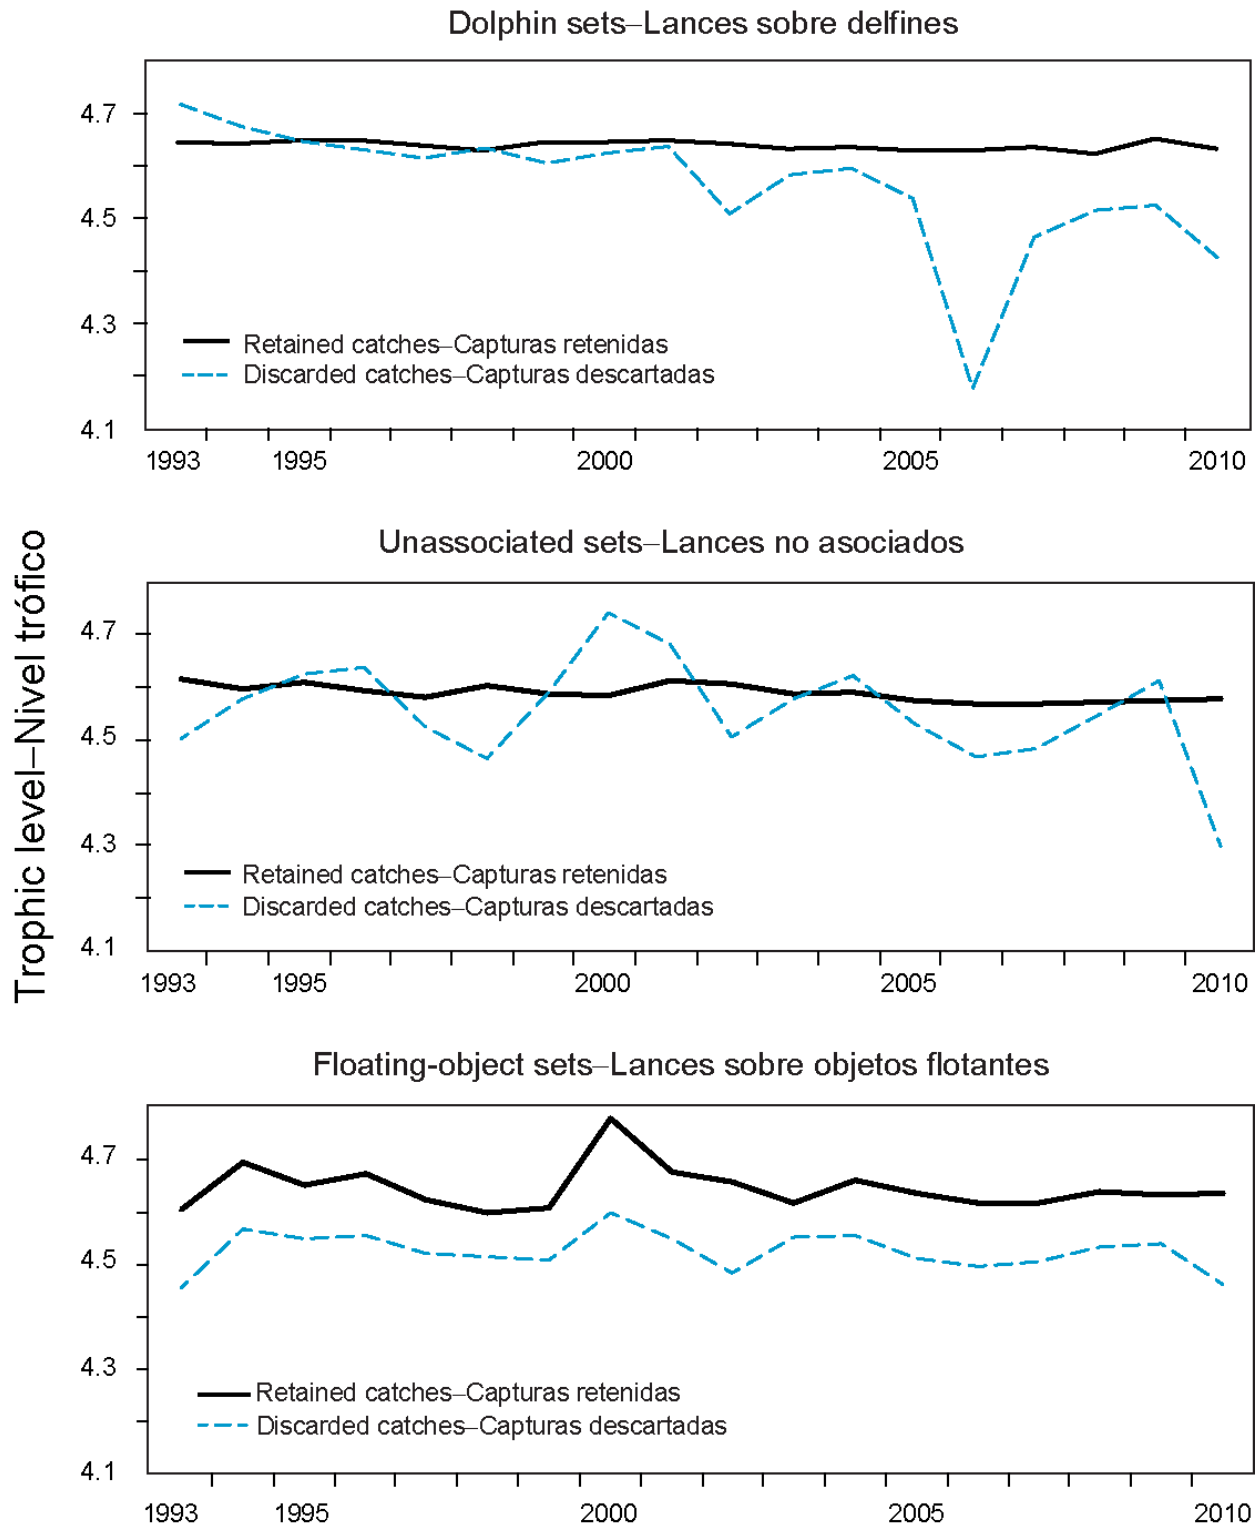 Dolphin sets–Lances sobre delfines
4.7
4.5
4.3
4.1
Retained catches–Capturas retenidas
Discarded catches–Capturas descartadas
1993 1995 2000 2005 2010
Trophic level–Nivel trófico
Unassociated sets–Lances no asociados
4.7
4.5
4.3
4.1
Retained catches–Capturas retenidas
Discarded catches–Capturas descartadas
1993 1995 2000 2005 2010
Floating-object sets–Lances sobre objetos flotantes
4.7
4.5
4.3
4.1
Retained catches–Capturas retenidas
Discarded catches–Capturas descartadas
1993 1995 2000 2005 2010